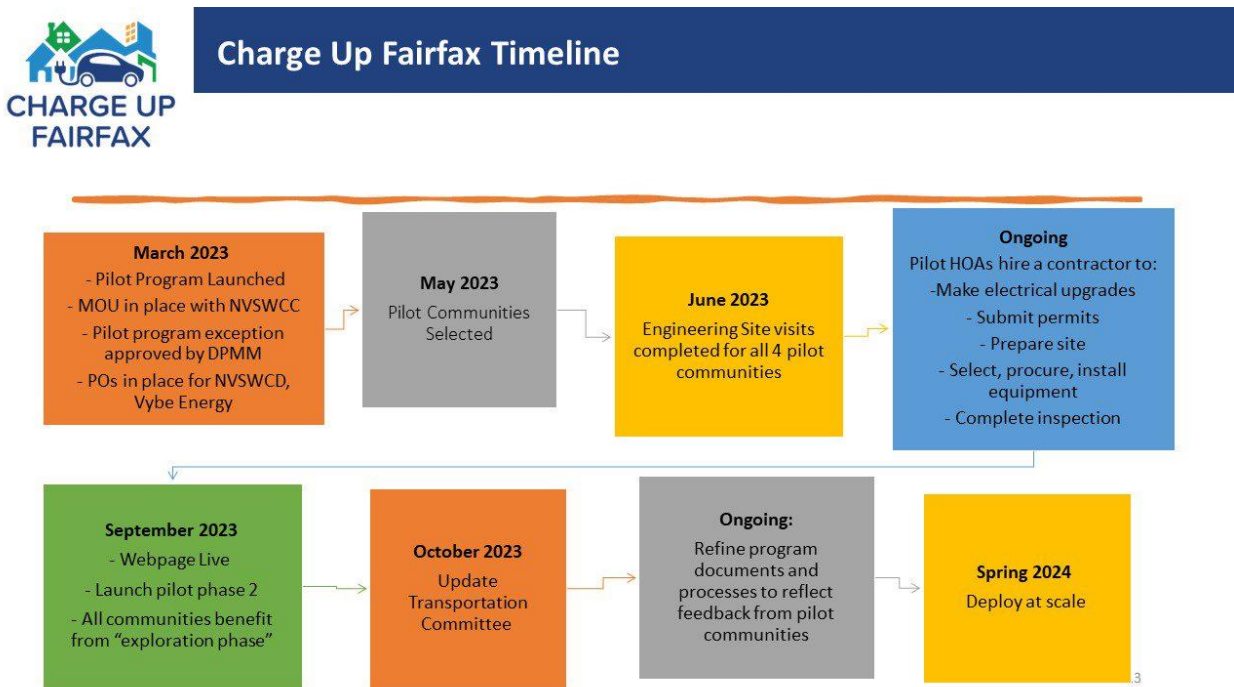 CHARGE UP
FAIRFAX
Charge Up Fairfax Timeline
March 2023
- Pilot Program Launched
- MOU in place with NVSWCC
- Pilot program exception
approved by DPMM
- POs in place for NVSWCD,
Vybe Energy
May 2023
Pilot Communities
Selected
June 2023
Engineering Site visits
completed for all 4 pilot
communities
Ongoing
Pilot HOAs hire a contractor to:
-Make electrical upgrades
- Submit permits
- Prepare site
- Select, procure, install
equipment
- Complete inspection
September 2023
- Webpage Live
- Launch pilot phase 2
- All communities benefit
from “exploration phase”
October 2023
Update
Transportation
Committee
Ongoing:
Refine program
documents and
processes to reflect
feedback from pilot
communities
Spring 2024
Deploy at scale